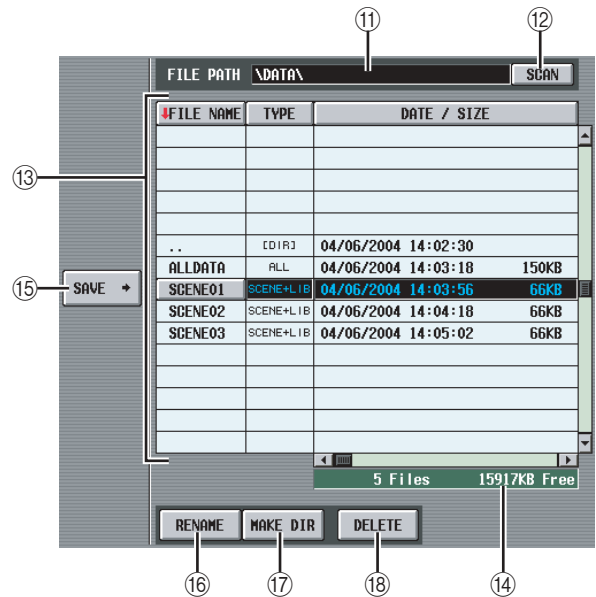 ⑪ ⑫
FILE PATH \DATA\ SCAN
FILE NAME TYPE DATE / SIZE
⑬
.. [DIR] 04/06/2004 14:02:30
ALLDATA ALL 04/06/2004 14:03:18 150KB
⑮ SAVE SCENE01 SCENE+LIB 04/06/2004 14:03:56 66KB
SCENE02 SCENE+LIB 04/06/2004 14:04:18 66KB
SCENE03 SCENE+LIB 04/06/2004 14:05:02 66KB
5 Files 15917KB Free
RENAME MAKE DIR DELETE
⑯ ⑰ ⑱ ⑭